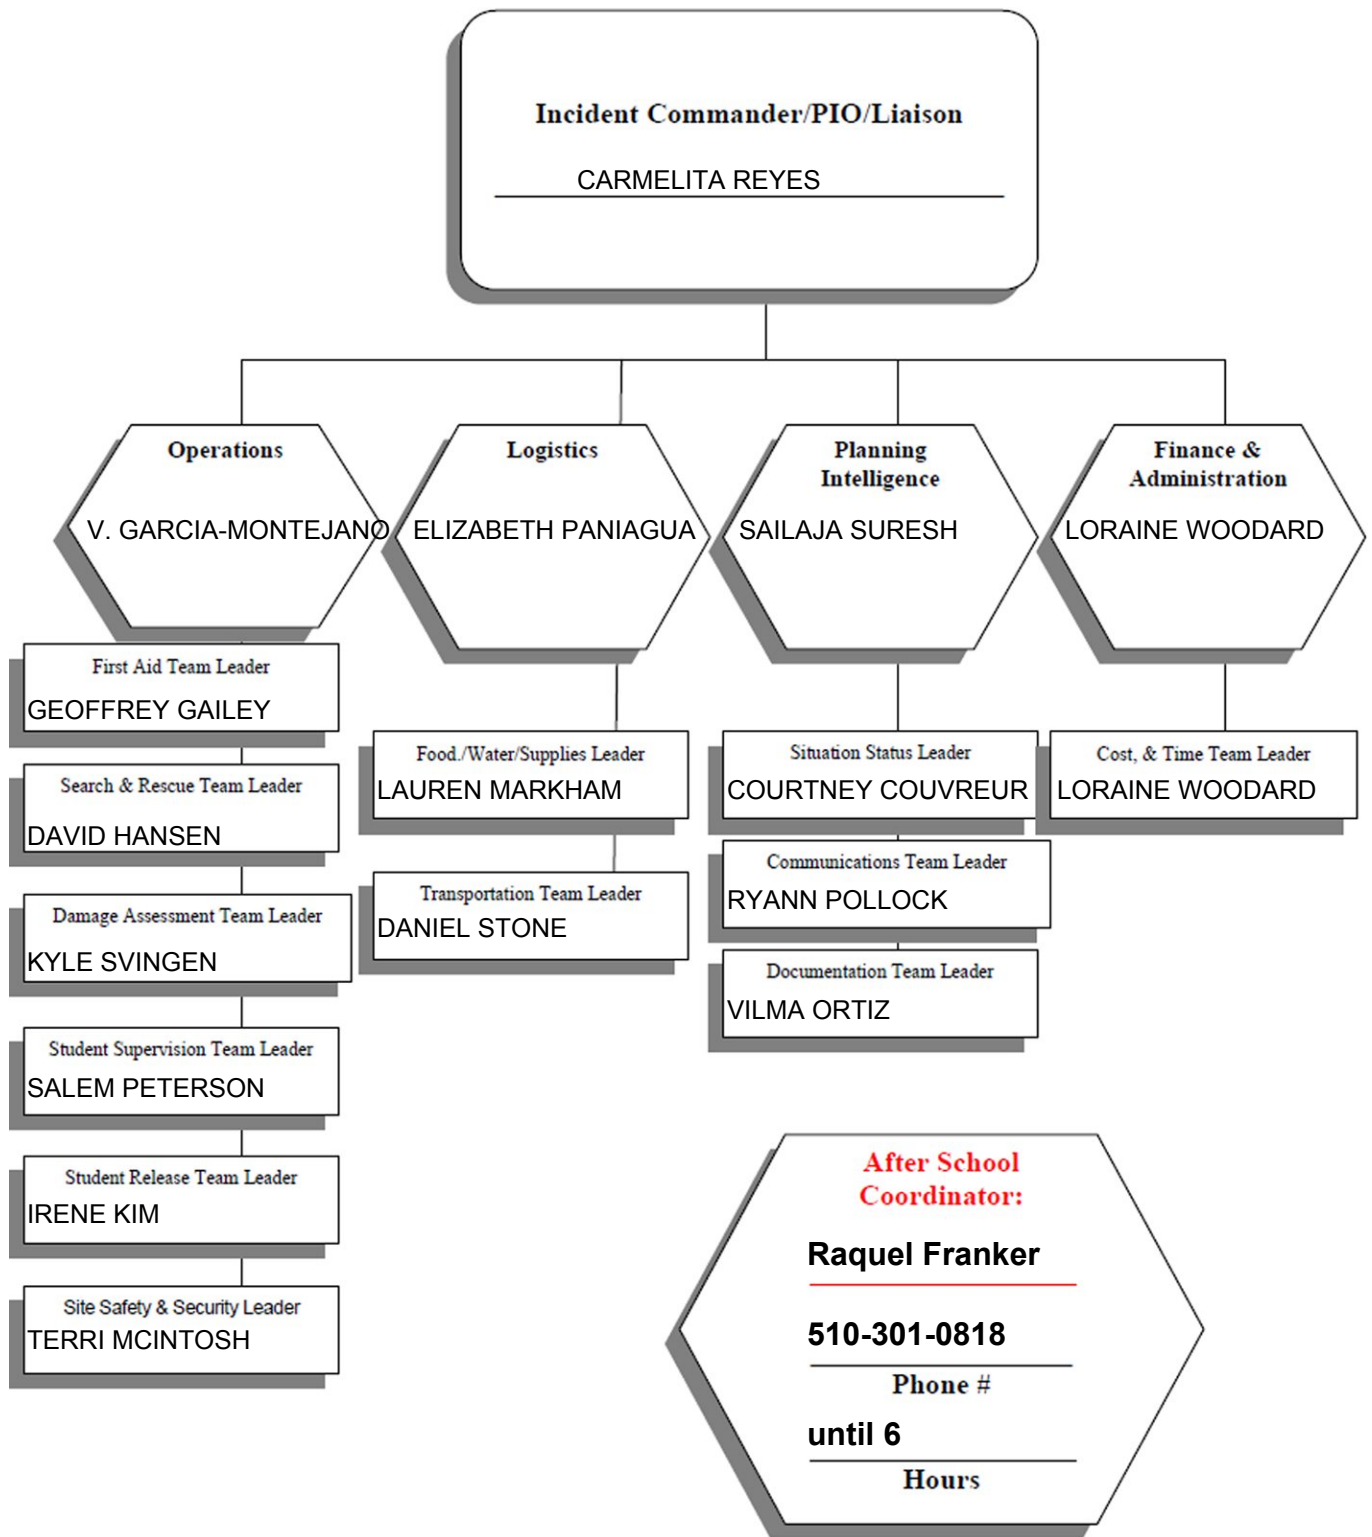 Incident Commander/PIO/Liaison
CARMELITA REYES
Operations
V. GARCIA-MONTEJANO
Logistics
ELIZABETH PANIAGUA
Planning
Intelligence
SAILAJA SURESH
Finance &
Administration
LORAINE WOODARD
First Aid Team Leader
GEOFFREY GAILEY
Search & Rescue Team Leader
DAVID HANSEN
Damage Assessment Team Leader
KYLE SVINGEN
Student Supervision Team Leader
SALEM PETERSON
Student Release Team Leader
IRENE KIM
Site Safety & Security Leader
TERRI MCINTOSH
Food./Water/Supplies Leader
LAUREN MARKHAM
Transportation Team Leader
DANIEL STONE
Situation Status Leader
COURTNEY COUVREUR
Communications Team Leader
RYANN POLLOCK
Documentation Team Leader
VILMA ORTIZ
Cost, & Time Team Leader
LORAINE WOODARD
After School
Coordinator:
Raquel Franker
510-301-0818
Phone #
until 6
Hours